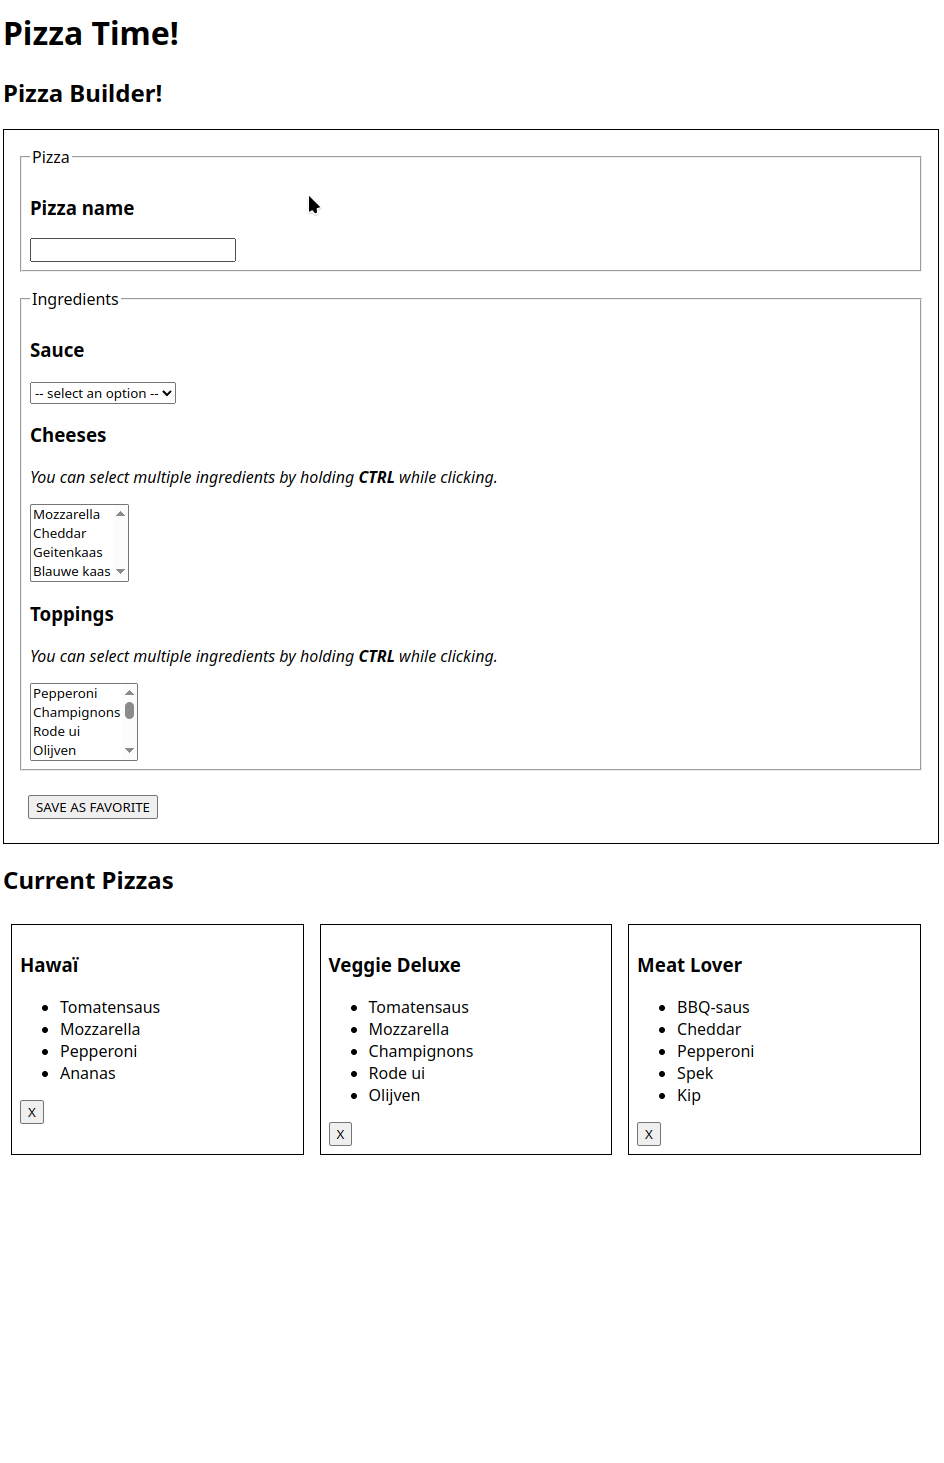 Pizza Time!
Pizza Builder!
Pizza
Pizza name
Ingredients
Sauce
-- select an option --
Cheeses
You can select multiple ingredients by holding CTRL while clicking.
Mozzarella
Cheddar
Geitenkaas
Blauwe kaas
Toppings
You can select multiple ingredients by holding CTRL while clicking.
Pepperoni
Champignons
Rode ui
Olijven
SAVE AS FAVORITE
Current Pizzas
Hawaï
Tomatensaus
Mozzarella
Pepperoni
Ananas
X
Veggie Deluxe
Tomatensaus
Mozzarella
Champignons
Rode ui
Olijven
X
Meat Lover
BBQ-saus
Cheddar
Pepperoni
Spek
Kip
X